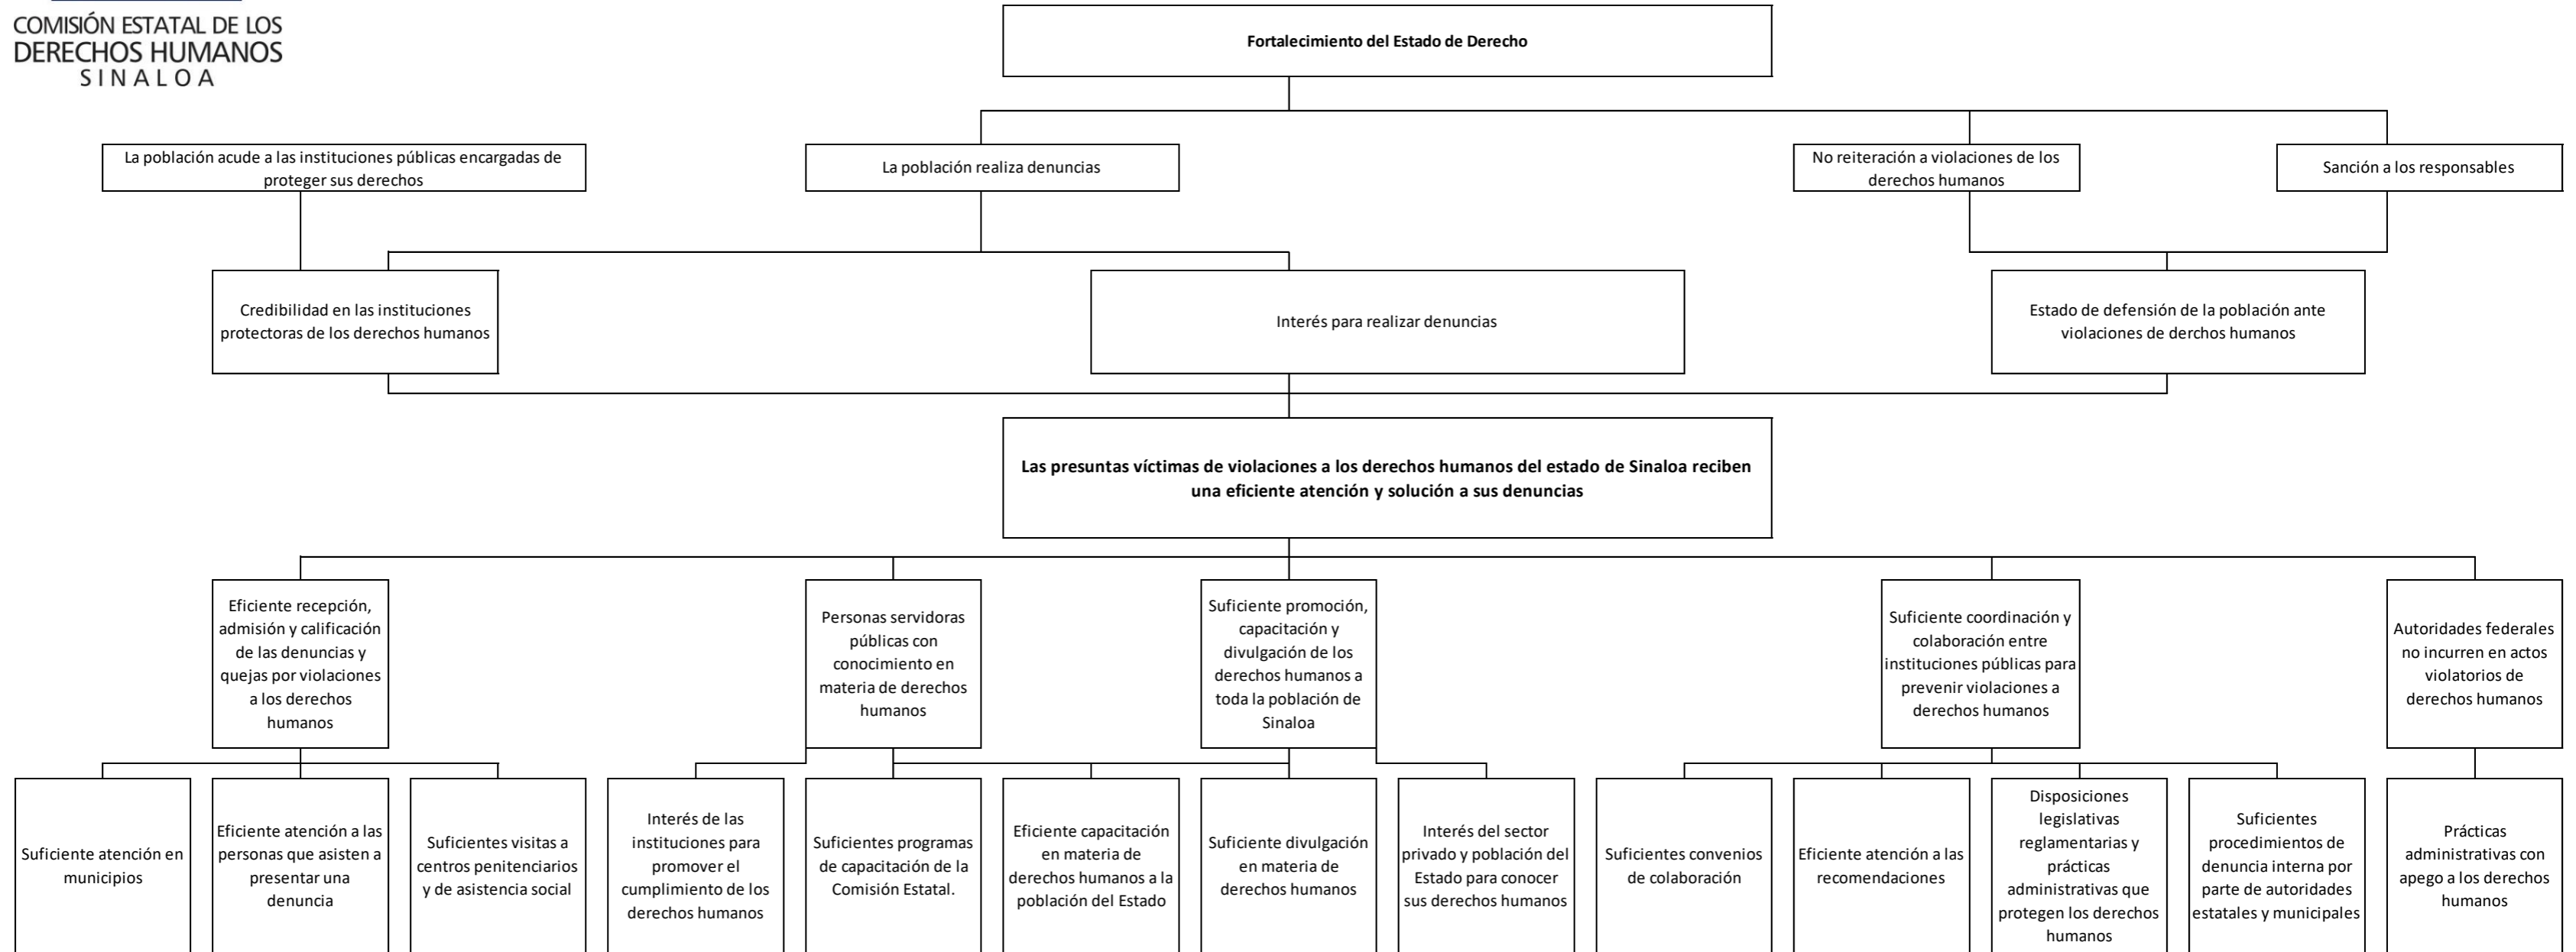 COMISIÓN ESTATAL DE LOS
DERECHOS HUMANOS
SINALOA
Fortalecimiento del Estado de Derecho
La población acude a las instituciones públicas encargadas de
proteger sus derechos
La población realiza denuncias
No reiteración a violaciones de los
derechos humanos
Sanción a los responsables
Credibilidad en las instituciones
protectoras de los derechos humanos
Interés para realizar denuncias
Estado de defensión de la población ante
violaciones de derchos humanos
Las presuntas víctimas de violaciones a los derechos humanos del estado de Sinaloa reciben
una eficiente atención y solución a sus denuncias
Eficiente recepción,
admisión y calificación
de las denuncias y
quejas por violaciones
a los derechos
humanos
Personas servidoras
públicas con
conocimiento en
materia de derechos
humanos
Suficiente promoción,
capacitación y
divulgación de los
derechos humanos a
toda la población de
Sinaloa
Suficiente coordinación y
colaboración entre
instituciones públicas para
prevenir violaciones a
derechos humanos
Autoridades federales
no incurren en actos
violatorios de
derechos humanos
Suficiente atención en
municipios
Eficiente atención a las
personas que asisten a
presentar una
denuncia
Suficientes visitas a
centros penitenciarios
y de asistencia social
Interés de las
instituciones para
promover el
cumplimiento de los
derechos humanos
Suficientes programas
de capacitación de la
Comisión Estatal.
Eficiente capacitación
en materia de
derechos humanos a la
población del Estado
Suficiente divulgación
en materia de
derechos humanos
Interés del sector
privado y población del
Estado para conocer
sus derechos humanos
Suficientes convenios
de colaboración
Eficiente atención a las
recomendaciones
Disposiciones
legislativas
reglamentarias y
prácticas
administrativas que
protegen los derechos
humanos
Suficientes
procedimientos de
denuncia interna por
parte de autoridades
estatales y municipales
Prácticas
administrativas con
apego a los derechos
humanos